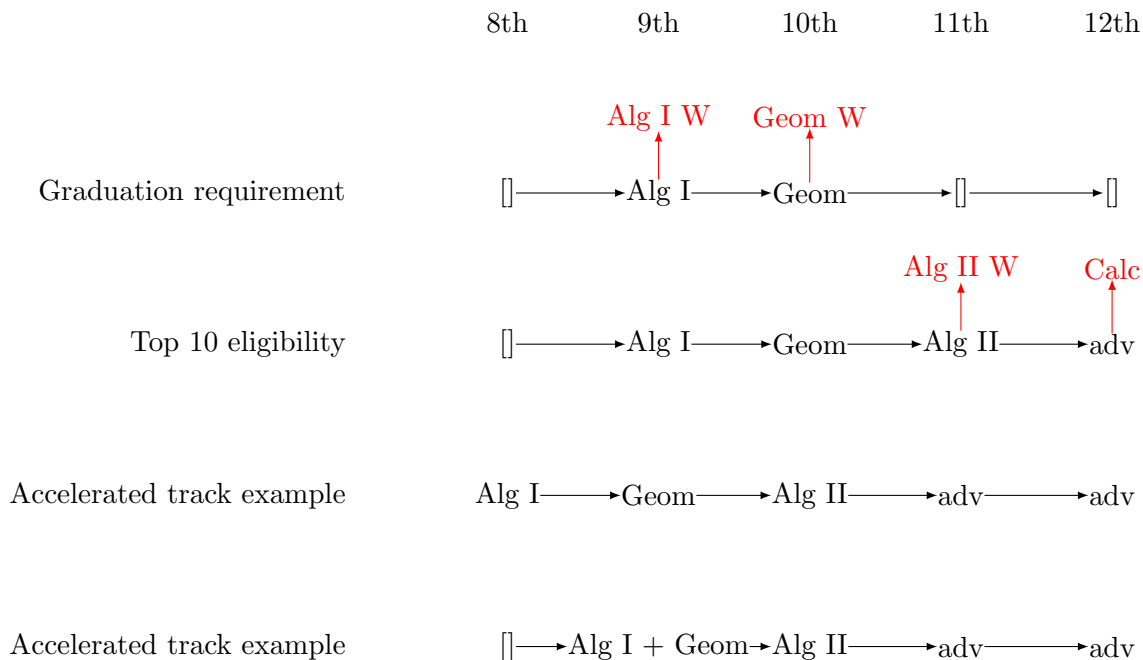 8th 9th 10th 11th 12th
Alg I W Geom W
Graduation requirement [] Alg I Geom [] []
Alg II W Calc
Top 10 eligibility [] Alg I Geom Alg II adv
Accelerated track example Alg I Geom Alg II adv adv
Accelerated track example [] Alg I + Geom Alg II adv adv